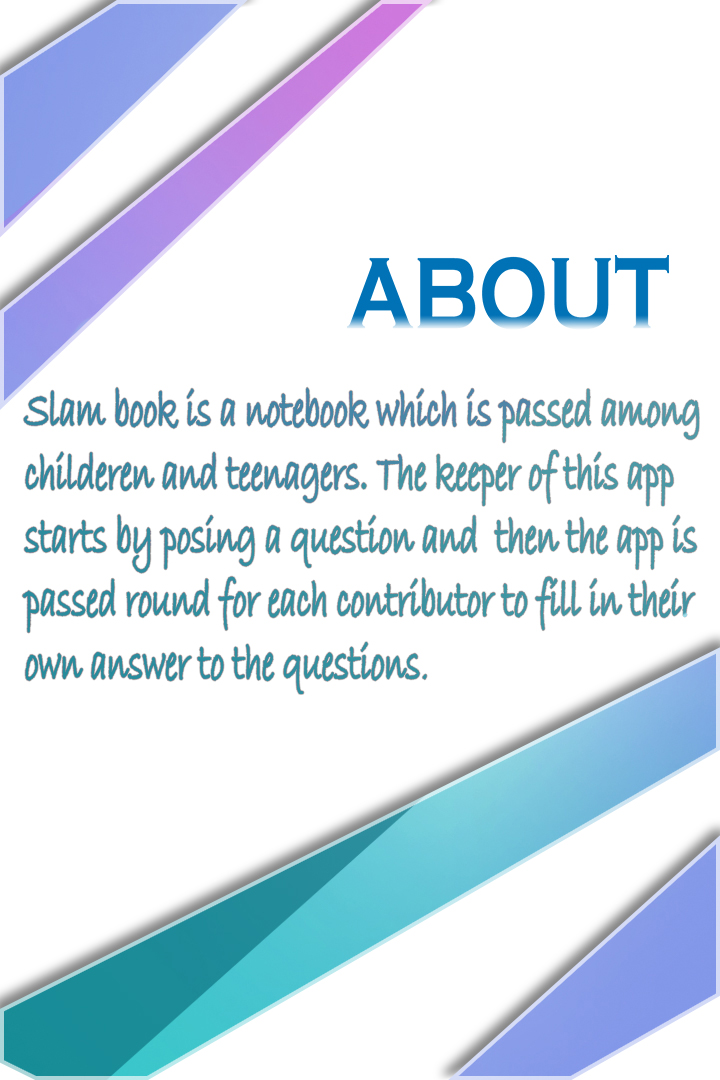 ABOUT
Slam book is a notebook which is passed among
childeren and teenagers. The keeper of this app
starts by posing a question and  then the app is
passed round for each contributor to fill in their
own answer to the questions.